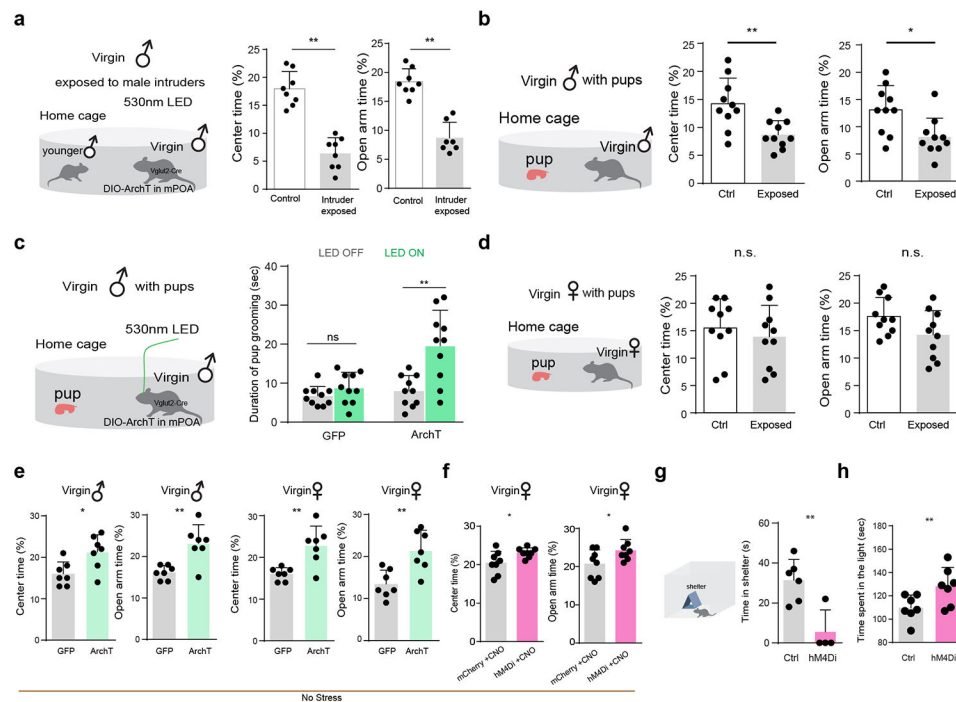 a
Virgin ♂
exposed to male intruders
530nm LED
Home cage
younger ♂
Virgin ♂
Vglut2-Cre
DIO-ArchT in mPOA
**
Center time (%)
25
20
15
10
5
0
Control
Intruder
exposed
**
Open arm time (%)
25
20
15
10
5
0
Control
Intruder
exposed
b
Virgin ♂ with pups
Home cage
pup
Virgin ♂
**
Center time (%)
25
20
15
10
5
0
Ctrl
Exposed
*
Open arm time (%)
25
20
15
10
5
0
Ctrl
Exposed
c
Virgin ♂ with pups
530nm LED
Home cage
pup
Virgin ♂
Vglut2-Cre
DIO-ArchT in mPOA
LED OFF LED ON
Duration of pup grooming (sec)
40
30
20
10
0
ns
**
GFP
ArchT
d
Virgin ♀ with pups
Home cage
pup
Virgin ♀
n.s.
Center time (%)
25
20
15
10
5
0
Ctrl
Exposed
n.s.
Open arm time (%)
25
20
15
10
5
0
Ctrl
Exposed
e
Virgin ♂
*
Center time (%)
30
20
10
0
GFP ArchT
Virgin ♂
**
Open arm time (%)
30
20
10
0
GFP ArchT
Virgin ♀
**
Center time (%)
30
20
10
0
GFP ArchT
Virgin ♀
**
Open arm time (%)
30
20
10
0
GFP ArchT
f
Virgin ♀
*
Center time (%)
30
20
10
0
mCherry +CNO
hM4Di +CNO
Virgin ♀
*
Open arm time (%)
30
20
10
0
mCherry +CNO
hM4Di +CNO
g
shelter
**
Time in shelter (s)
60
40
20
0
Ctrl hM4Di
h
**
Time spent in the light (sec)
180
160
140
120
100
80
Ctrl hM4Di
No Stress